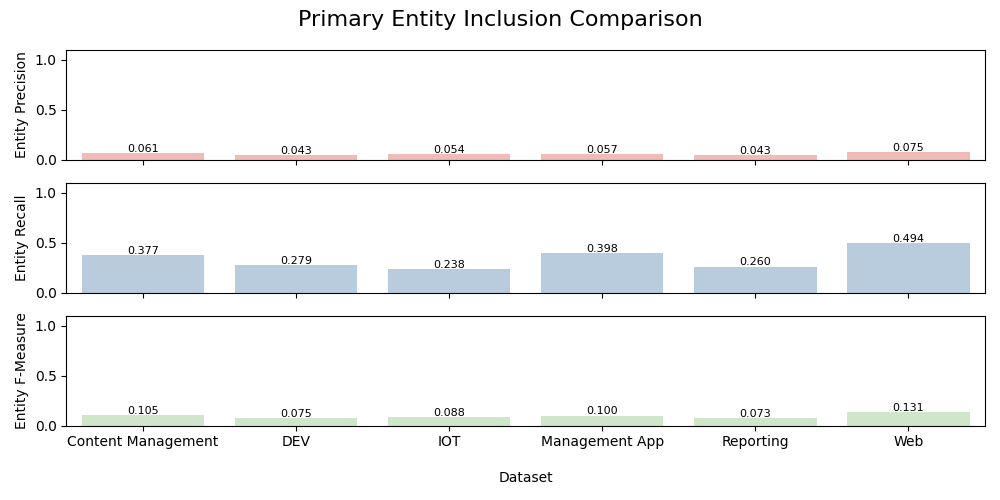 Primary Entity Inclusion Comparison
Entity Precision
1.0
0.5
0.0
0.061 0.043 0.054 0.057 0.043 0.075
Entity Recall
1.0
0.5
0.0
0.377 0.279 0.238 0.398 0.260 0.494
Entity F-Measure
1.0
0.5
0.0
0.105 0.075 0.088 0.100 0.073 0.131
Content Management DEV IOT Management App Reporting Web
Dataset